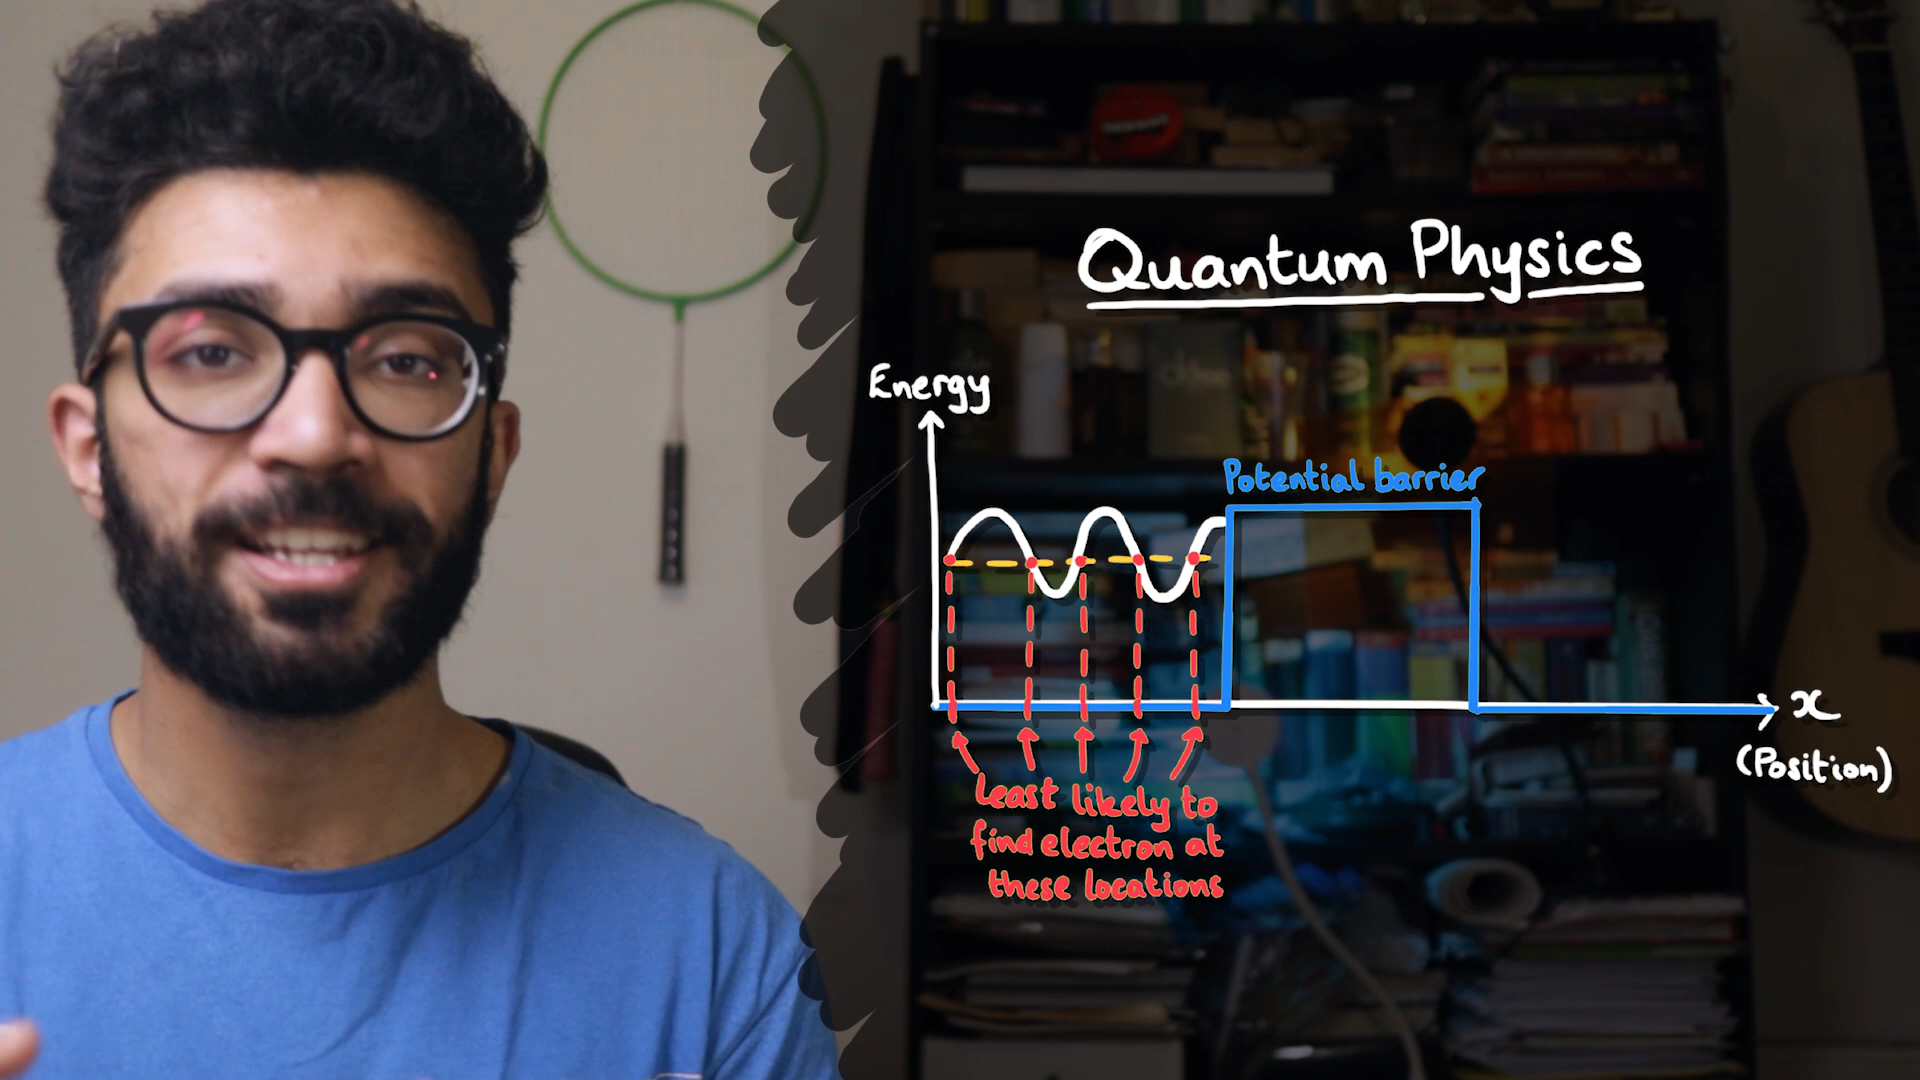 Quantum Physics
Energy
Potential barrier
x
(Position)
Least likely to
find electron at
these locations